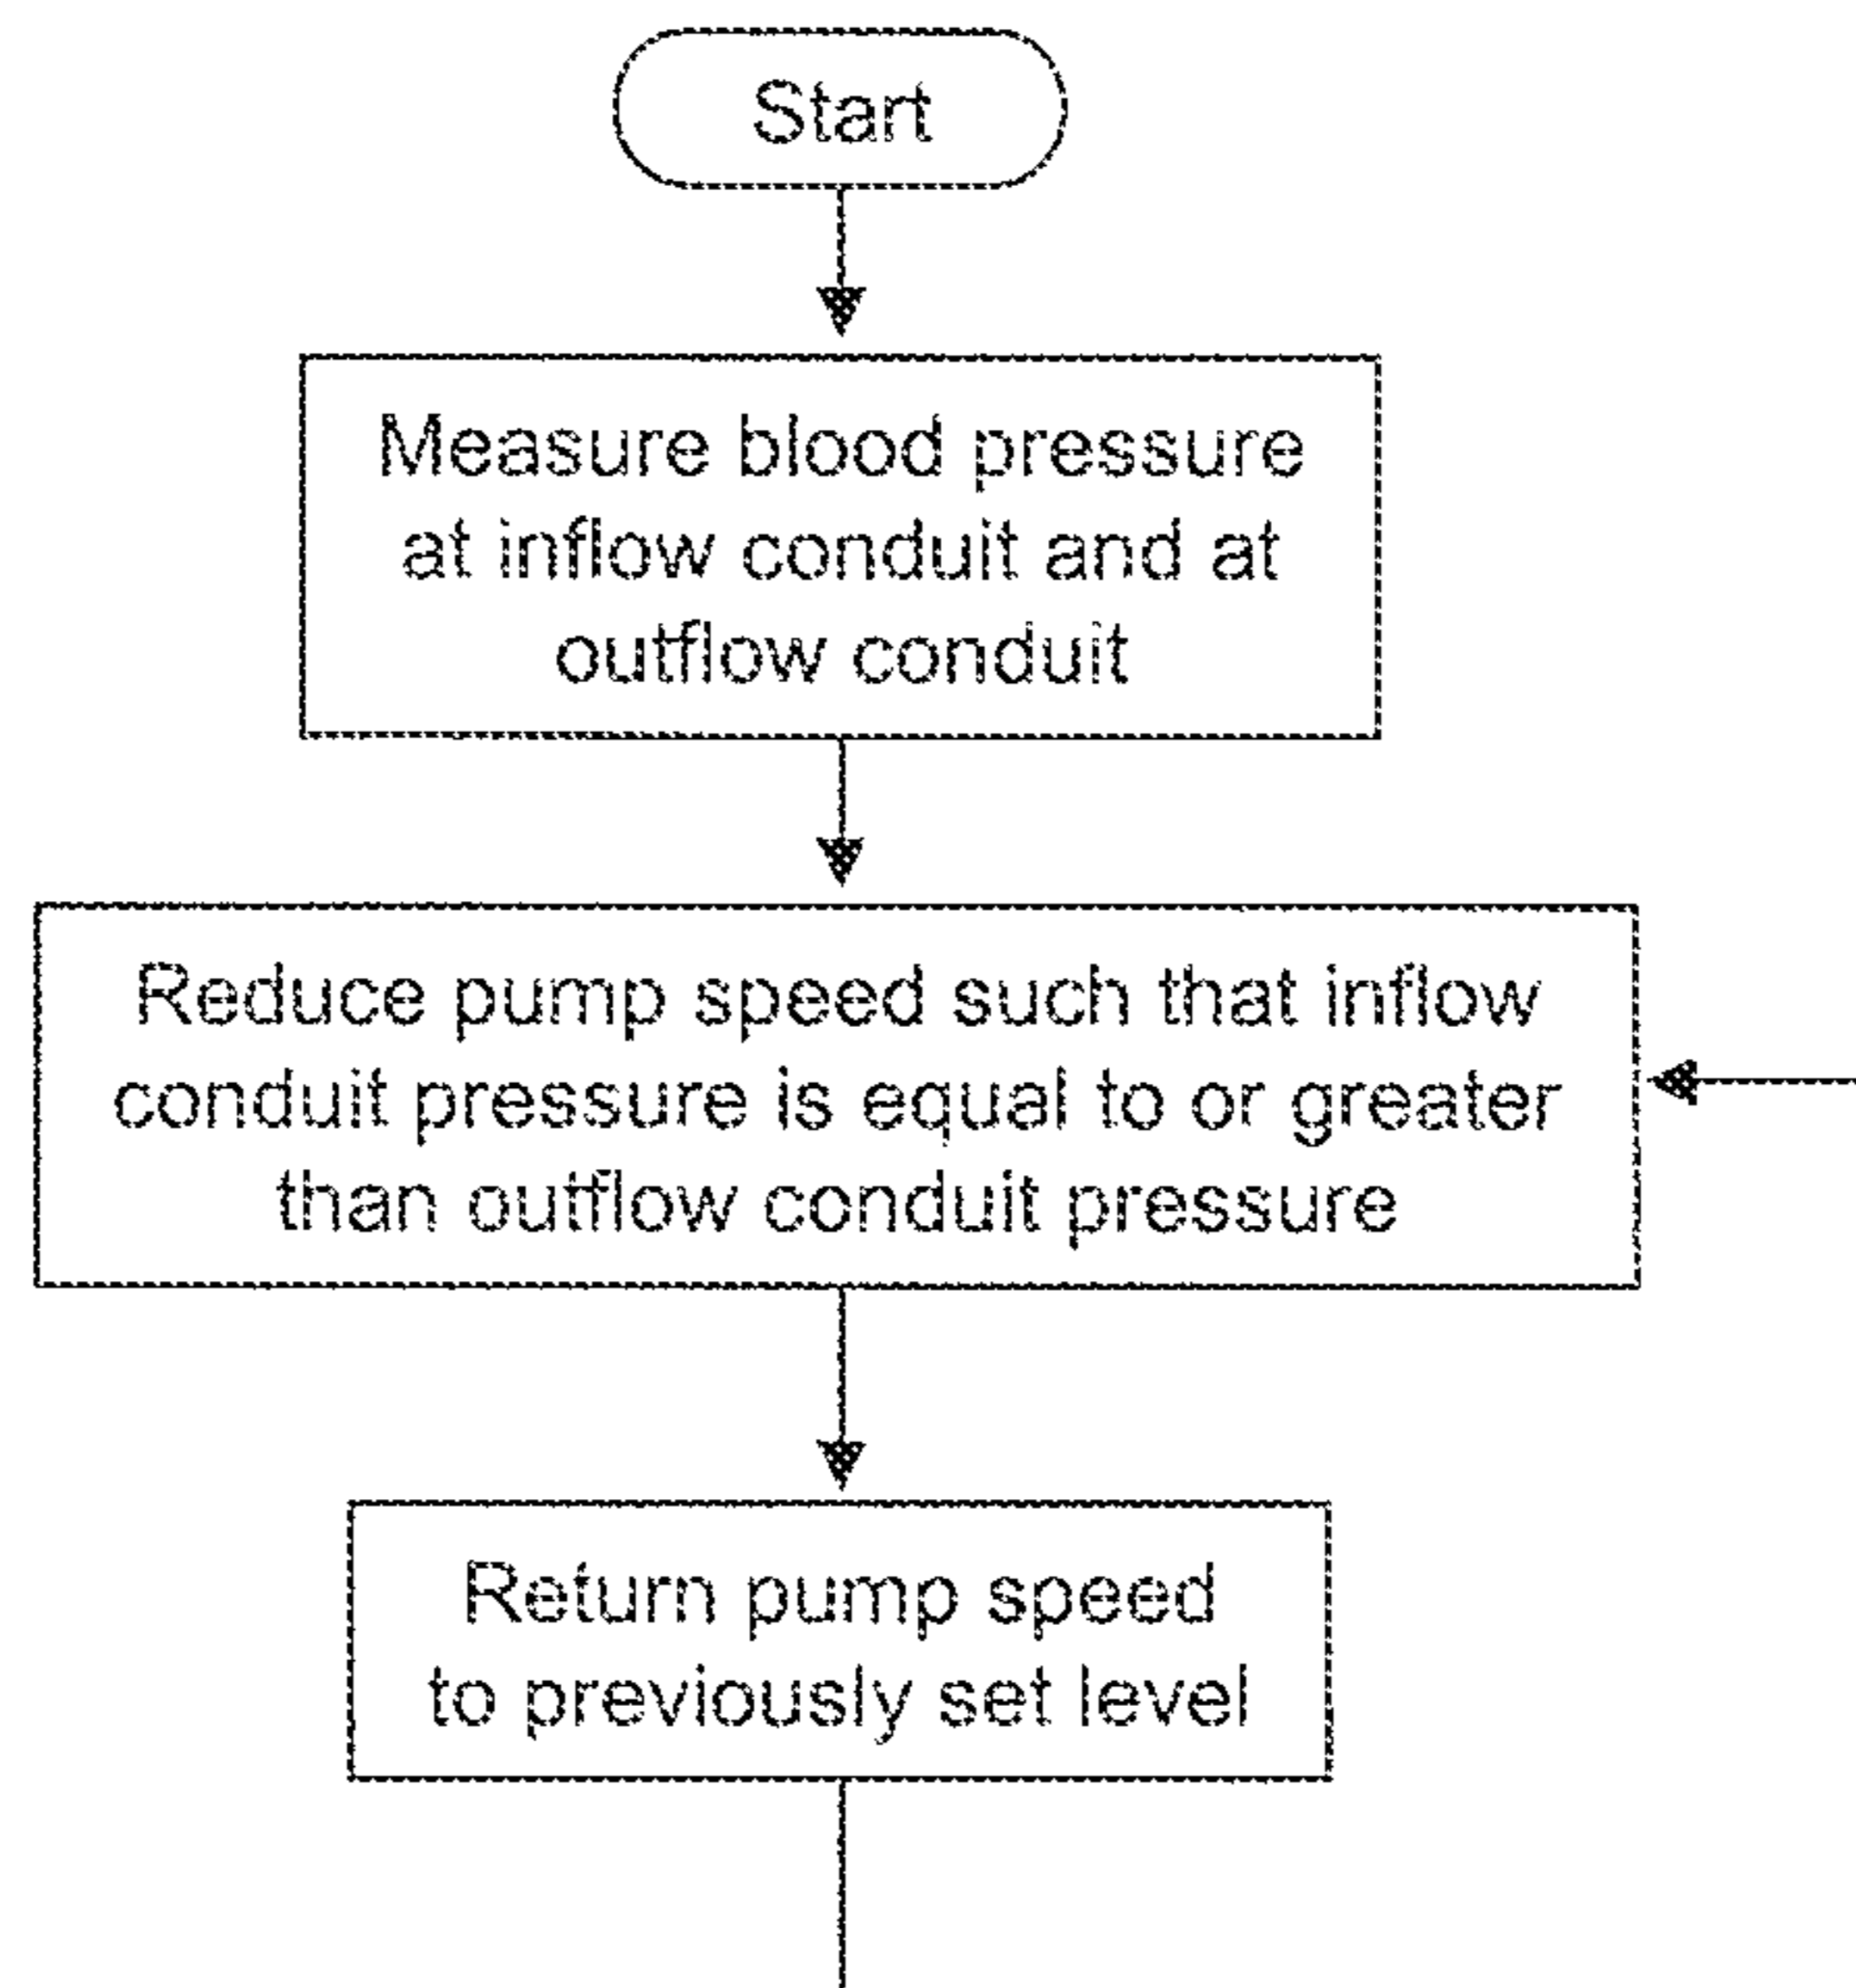 Start
Measure blood pressure
at inflow conduit and at
outflow conduit
Reduce pump speed such that inflow
conduit pressure is equal to or greater
than outflow conduit pressure
Return pump speed
to previously set level